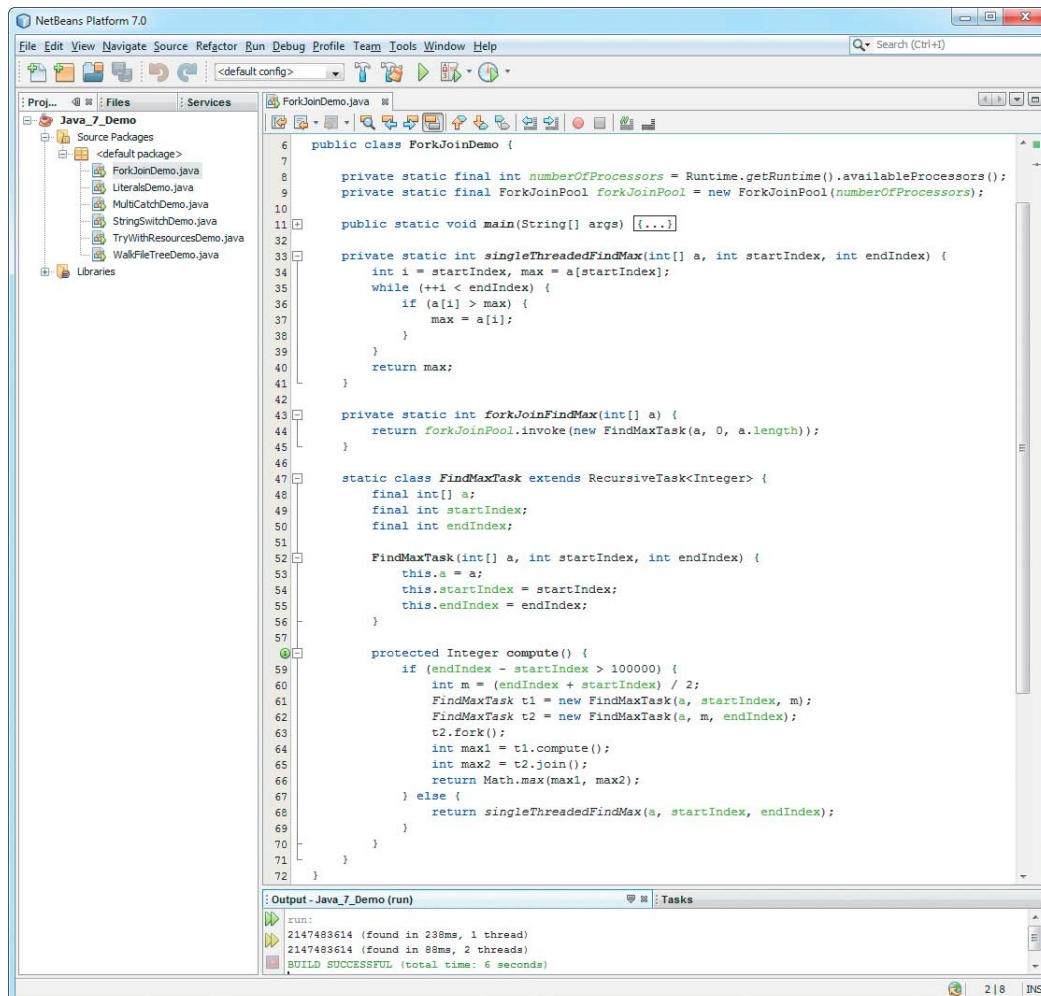 NetBeans Platform 7.0
File Edit View Navigate Source Refactor Run Debug Profile Team Tools Window Help
Search (Ctrl+I)
<default config>
Proj... Files Services
ForkJoinDemo.java
Java_7_Demo
Source Packages
<default package>
ForkJoinDemo.java
LiteralsDemo.java
MultiCatchDemo.java
StringSwitchDemo.java
TryWithResourcesDemo.java
WalkFileTreeDemo.java
Libraries
6 public class ForkJoinDemo {
7
8 private static final int numberOfProcessors = Runtime.getRuntime().availableProcessors();
9 private static final ForkJoinPool forkJoinPool = new ForkJoinPool(numberOfProcessors);
10
11 public static void main(String[] args) {...}
32
33 private static int singleThreadedFindMax(int[] a, int startIndex, int endIndex) {
34 int i = startIndex, max = a[startIndex];
35 while (++i < endIndex) {
36 if (a[i] > max) {
37 max = a[i];
38 }
39 }
40 return max;
41 }
42
43 private static int forkJoinFindMax(int[] a) {
44 return forkJoinPool.invoke(new FindMaxTask(a, 0, a.length));
45 }
46
47 static class FindMaxTask extends RecursiveTask<Integer> {
48 final int[] a;
49 final int startIndex;
50 final int endIndex;
51
52 FindMaxTask(int[] a, int startIndex, int endIndex) {
53 this.a = a;
54 this.startIndex = startIndex;
55 this.endIndex = endIndex;
56 }
57
protected Integer compute() {
59 if (endIndex - startIndex > 100000) {
60 int m = (endIndex + startIndex) / 2;
61 FindMaxTask t1 = new FindMaxTask(a, startIndex, m);
62 FindMaxTask t2 = new FindMaxTask(a, m, endIndex);
63 t2.fork();
64 int max1 = t1.compute();
65 int max2 = t2.join();
66 return Math.max(max1, max2);
67 } else {
68 return singleThreadedFindMax(a, startIndex, endIndex);
69 }
70 }
71 }
72 }
Output - Java_7_Demo (run) Tasks
run:
2147483614 (found in 238ms, 1 thread)
2147483614 (found in 88ms, 2 threads)
BUILD SUCCESSFUL (total time: 6 seconds)
2|8 INS